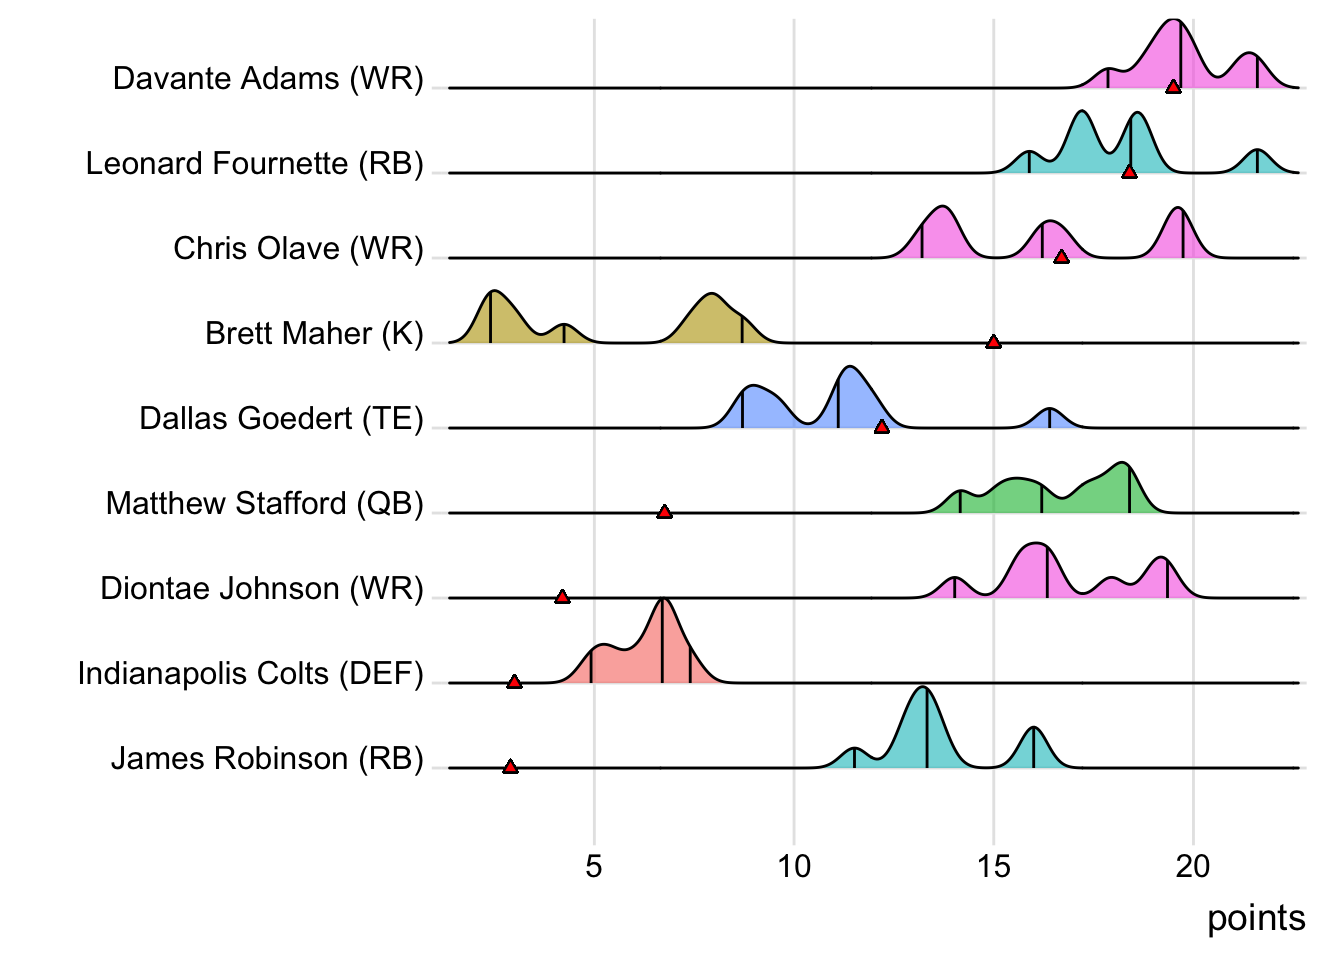 Davante Adams (WR)
Leonard Fournette (RB)
Chris Olave (WR)
Brett Maher (K)
Dallas Goedert (TE)
Matthew Stafford (QB)
Diontae Johnson (WR)
Indianapolis Colts (DEF)
James Robinson (RB)
5 10 15 20
points